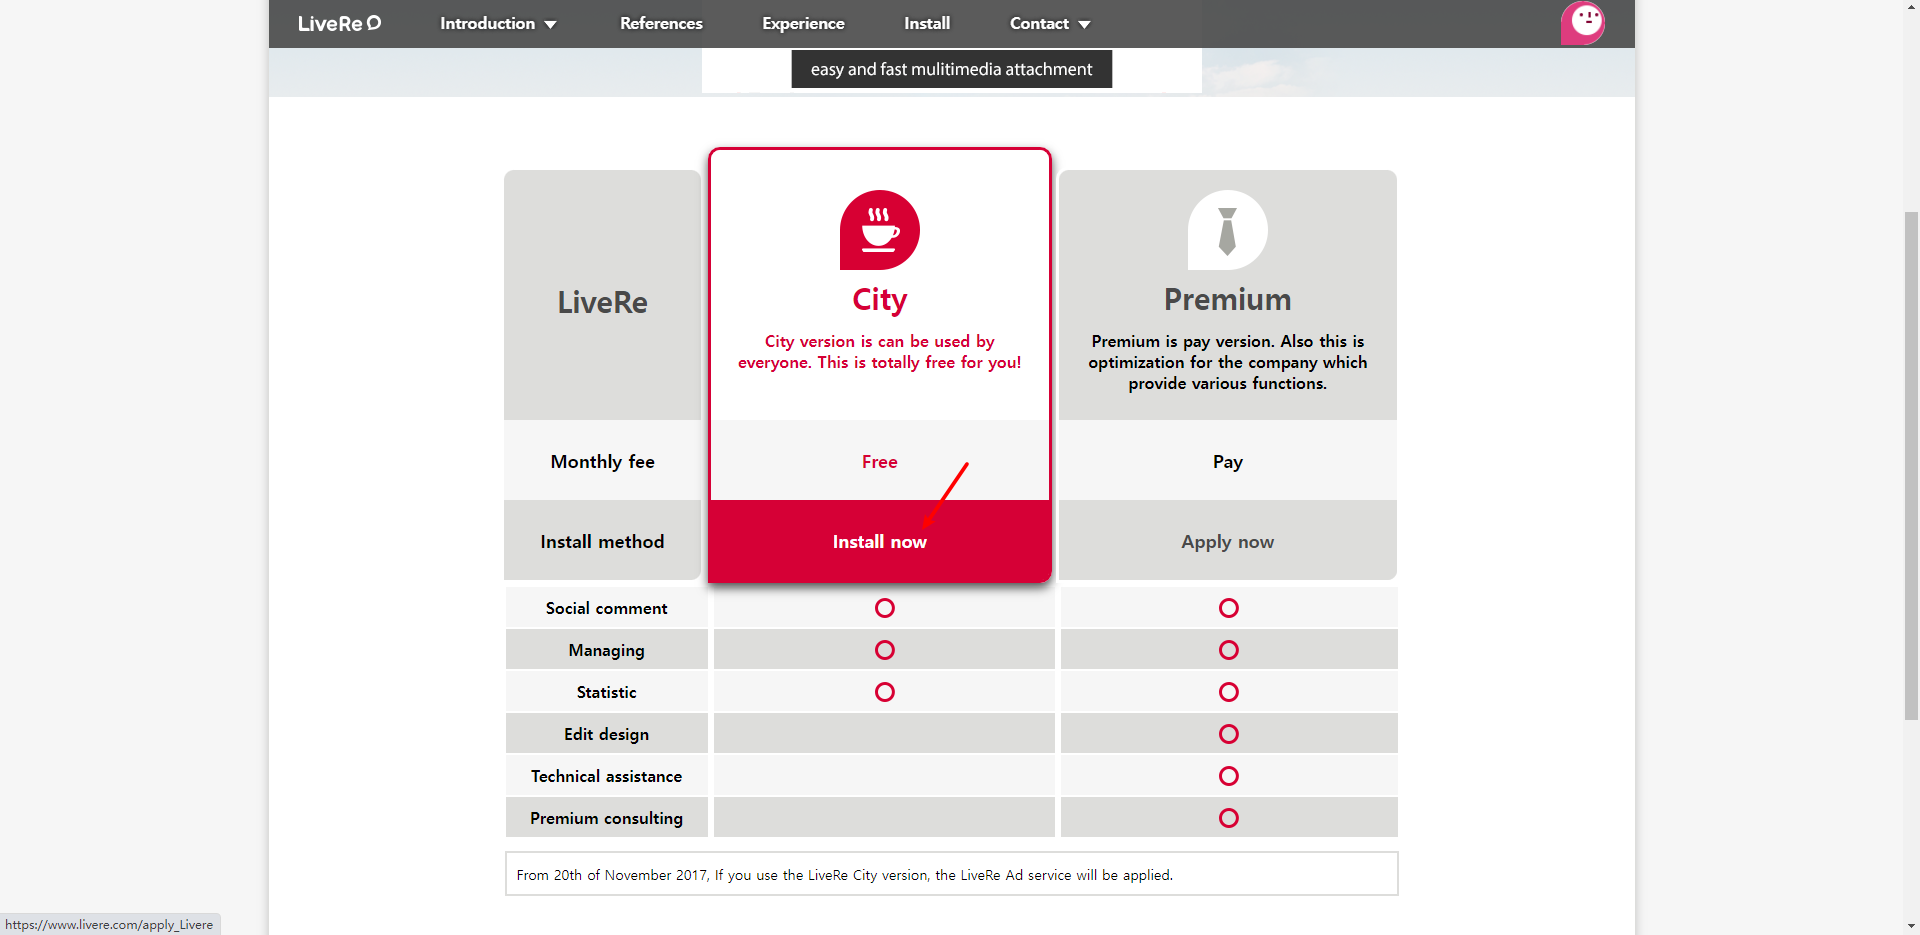 LiveRe
Introduction
References
Experience
Install
Contact
easy and fast mulitimedia attachment
LiveRe
City
City version is can be used by
everyone. This is totally free for you!
Premium
Premium is pay version. Also this is
optimization for the company which
provide various functions.
Monthly fee
Free
Pay
Install method
Install now
Apply now
Social comment
Managing
Statistic
Edit design
Technical assistance
Premium consulting
From 20th of November 2017, If you use the LiveRe City version, the LiveRe Ad service will be applied.
https://www.livere.com/apply_Livere